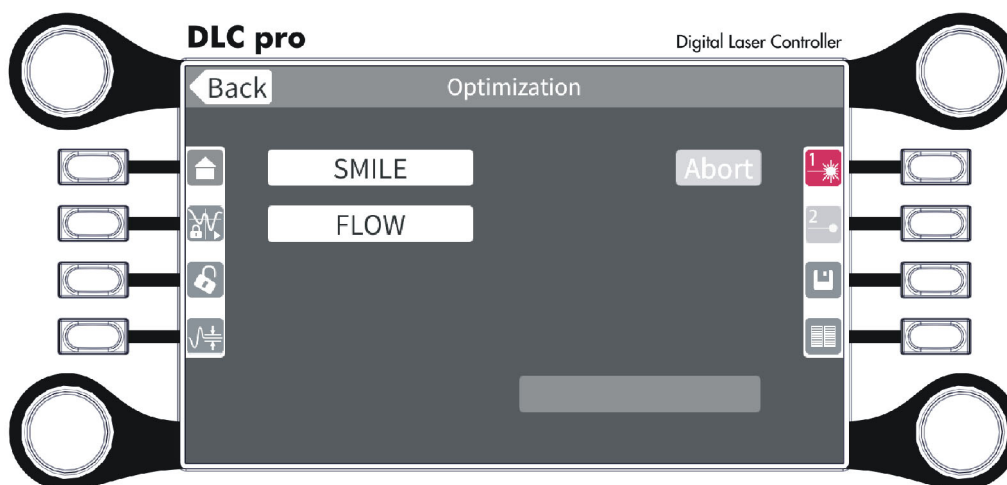 DLC pro
Digital Laser Controller
Back
Optimization
SMILE
Abort
1
FLOW
2